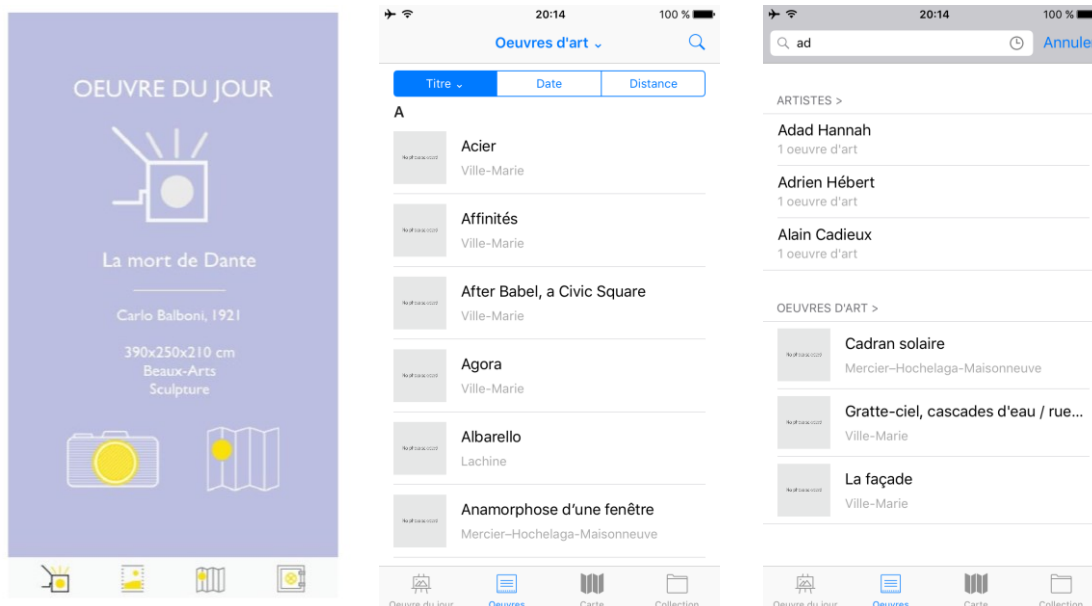 OEUVRE DU JOUR
La mort de Dante
Carlo Balboni, 1921
390x250x210 cm
Beaux-Arts
Sculpture
20:14
100 %
Oeuvres d'art
Titre
Date
Distance
A
Acier
Ville-Marie
Affinités
Ville-Marie
After Babel, a Civic Square
Ville-Marie
Agora
Ville-Marie
Albarello
Lachine
Anamorphose d’une fenêtre
Mercier–Hochelaga-Maisonneuve
Oeuvre du jour
Oeuvres
Carte
Collection
20:14
100 %
ad
Annule
ARTISTES >
Adad Hannah
1 oeuvre d'art
Adrien Hébert
1 oeuvre d'art
Alain Cadieux
1 oeuvre d'art
OEUVRES D'ART >
Cadran solaire
Mercier–Hochelaga-Maisonneuve
Gratte-ciel, cascades d'eau / rue...
Ville-Marie
La façade
Ville-Marie
Oeuvre du jour
Oeuvres
Carte
Collection